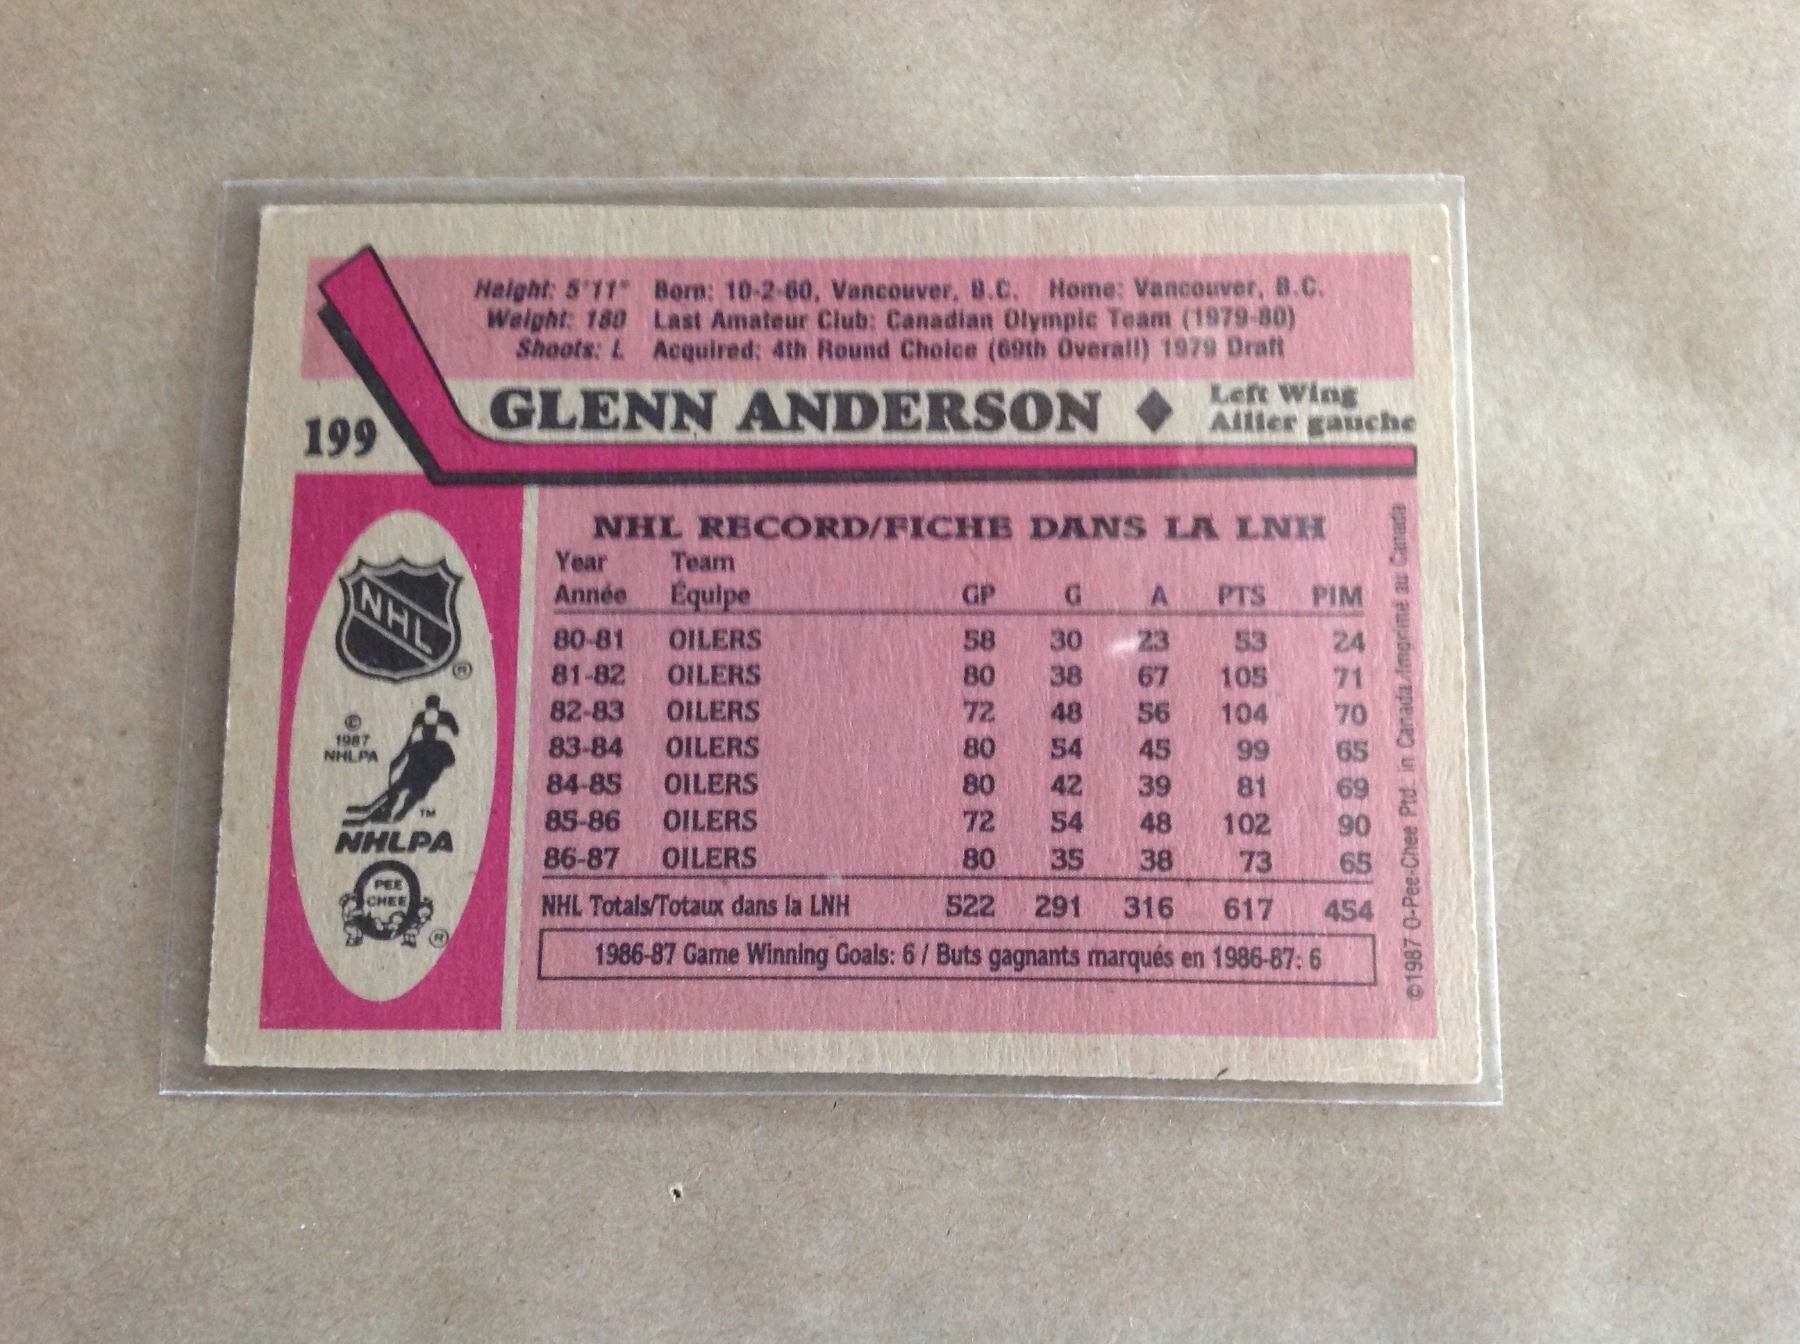 Height: 5'11" Born: 10-2-60, Vancouver, B.C. Home: Vancouver, B.C.
Weight: 180 Last Amateur Club: Canadian Olympic Team (1979-80)
Shoots: L Acquired: 4th Round Choice (69th Overall) 1979 Draft
199 GLENN ANDERSON ♦ Left Wing
Ailier gauche
NHL RECORD/FICHE DANS LA LNH
Year Team
Année Équipe GP G A PTS PIM
80-81 OILERS 58 30 23 53 24
81-82 OILERS 80 38 67 105 71
82-83 OILERS 72 48 56 104 70
83-84 OILERS 80 54 45 99 65
84-85 OILERS 80 42 39 81 69
85-86 OILERS 72 54 48 102 90
86-87 OILERS 80 35 38 73 65
NHL Totals/Totaux dans la LNH 522 291 316 617 454
1986-87 Game Winning Goals: 6 / Buts gagnants marqués en 1986-87: 6
NHL
®
©
1987
NHLPA
™
NHLPA
PEE
CHEE
®
©1987 O-Pee-Chee Ptd. in Canada./Imprimé au Canada